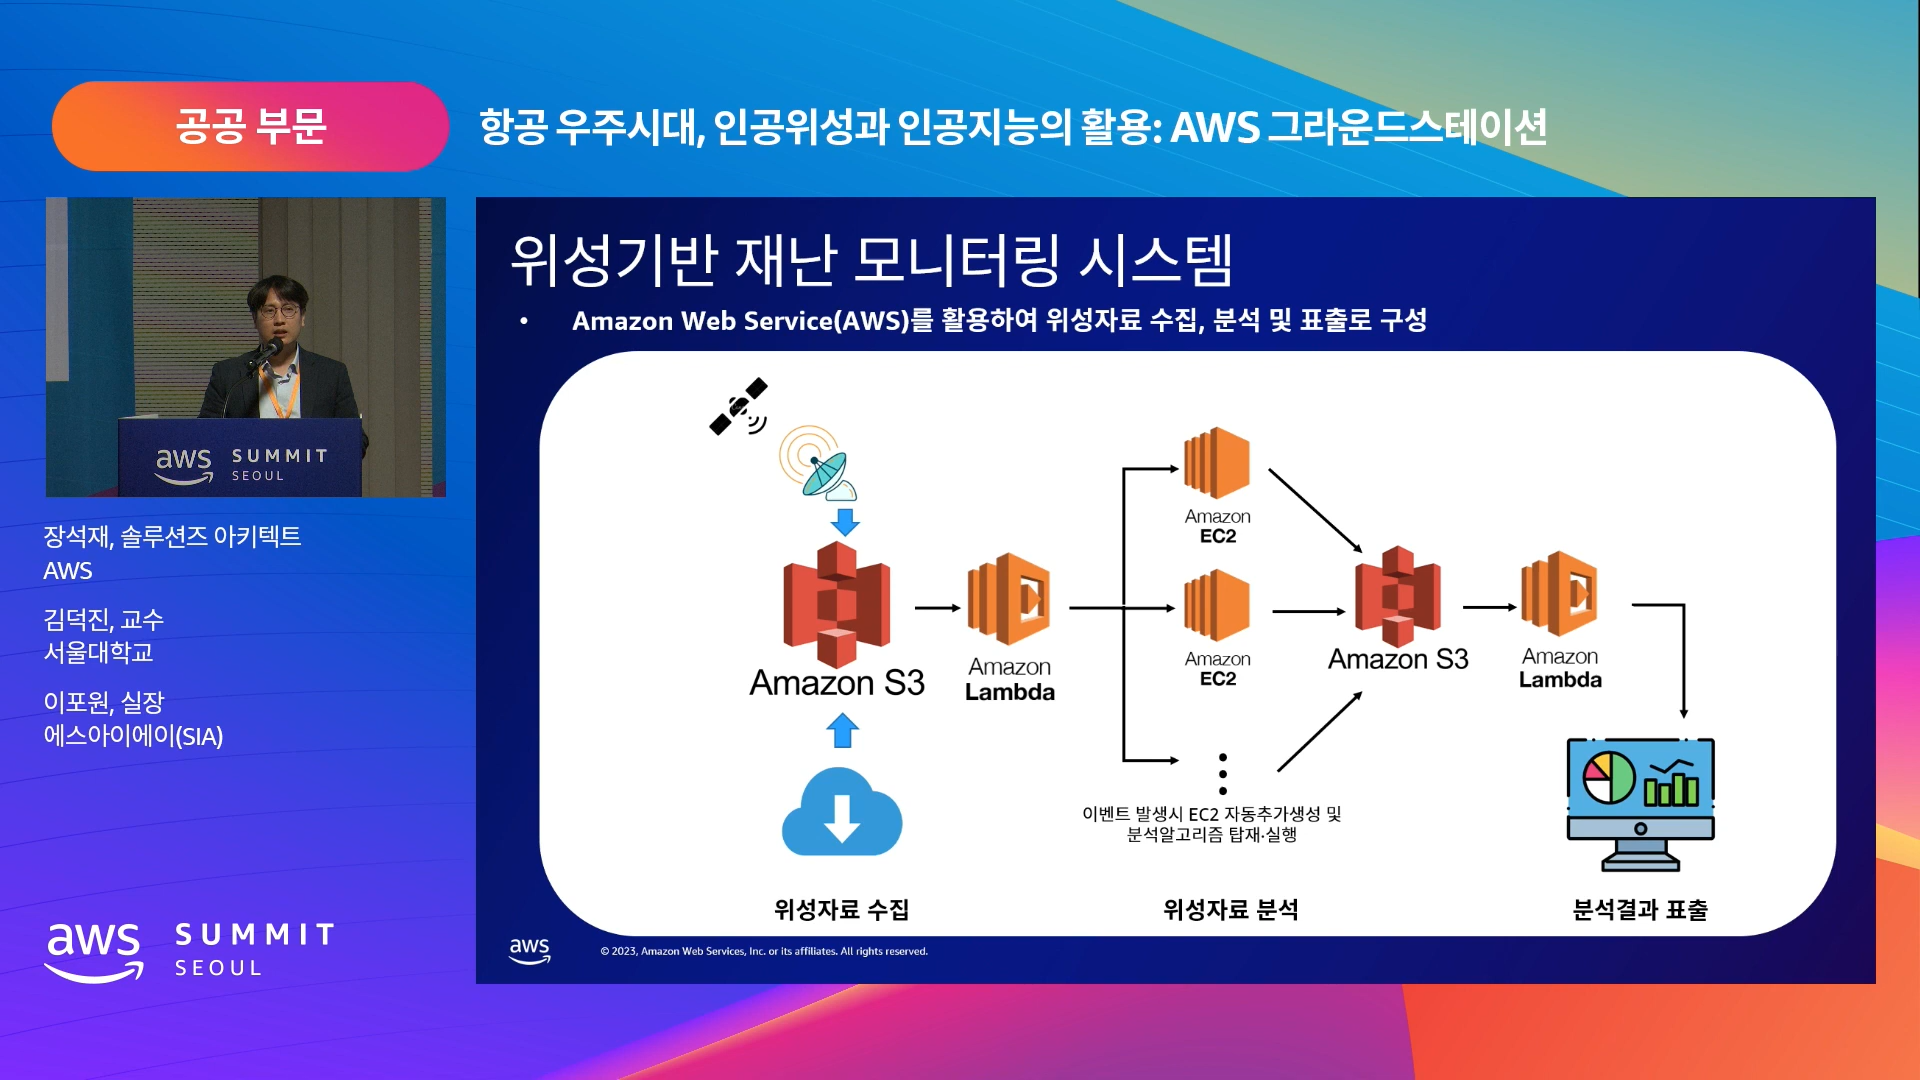 공공 부문
항공 우주시대, 인공위성과 인공지능의 활용: AWS 그라운드스테이션
aws SUMMIT
SEOUL
장석재, 솔루션즈 아키텍트
AWS
김덕진, 교수
서울대학교
이포원, 실장
에스아이에이(SIA)
aws SUMMIT
SEOUL
위성기반 재난 모니터링 시스템
• Amazon Web Service(AWS)를 활용하여 위성자료 수집, 분석 및 표출로 구성
Amazon S3
Amazon
Lambda
Amazon
EC2
Amazon
EC2
이벤트 발생시 EC2 자동추가생성 및
분석알고리즘 탑재·실행
Amazon S3
Amazon
Lambda
위성자료 수집
위성자료 분석
분석결과 표출
aws
© 2023, Amazon Web Services, Inc. or its affiliates. All rights reserved.